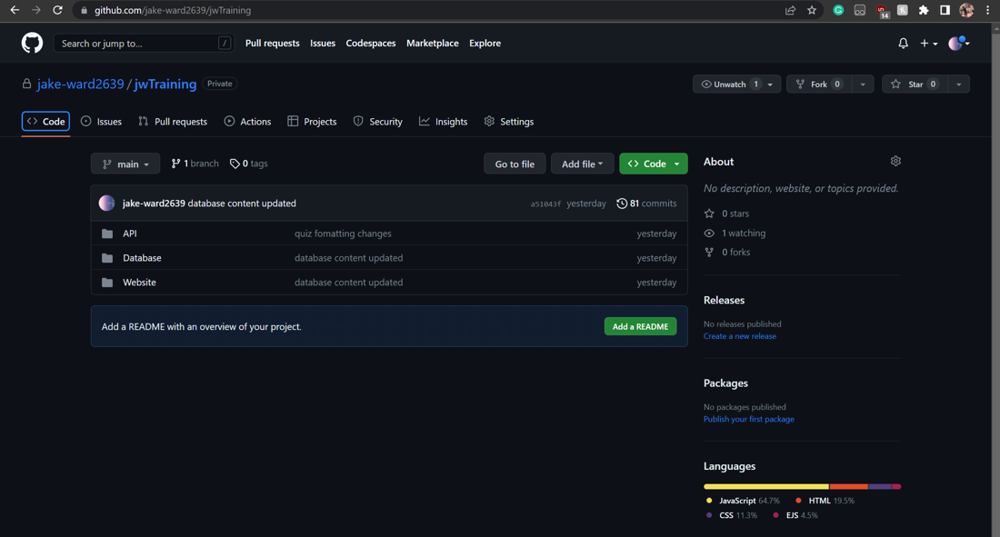 github.com/jake-ward2639/jwTraining
14
Search or jump to... /
Pull requests Issues Codespaces Marketplace Explore
jake-ward2639 / jwTraining Private
Unwatch 1 Fork 0 Star 0
Code Issues Pull requests Actions Projects Security Insights Settings
main 1 branch 0 tags
Go to file Add file Code
jake-ward2639 database content updated a51043f yesterday 81 commits
API quiz fomatting changes yesterday
Database database content updated yesterday
Website database content updated yesterday
Add a README with an overview of your project. Add a README
About
No description, website, or topics provided.
0 stars
1 watching
0 forks
Releases
No releases published
Create a new release
Packages
No packages published
Publish your first package
Languages
JavaScript 64.7% HTML 19.5%
CSS 11.3% EJS 4.5%